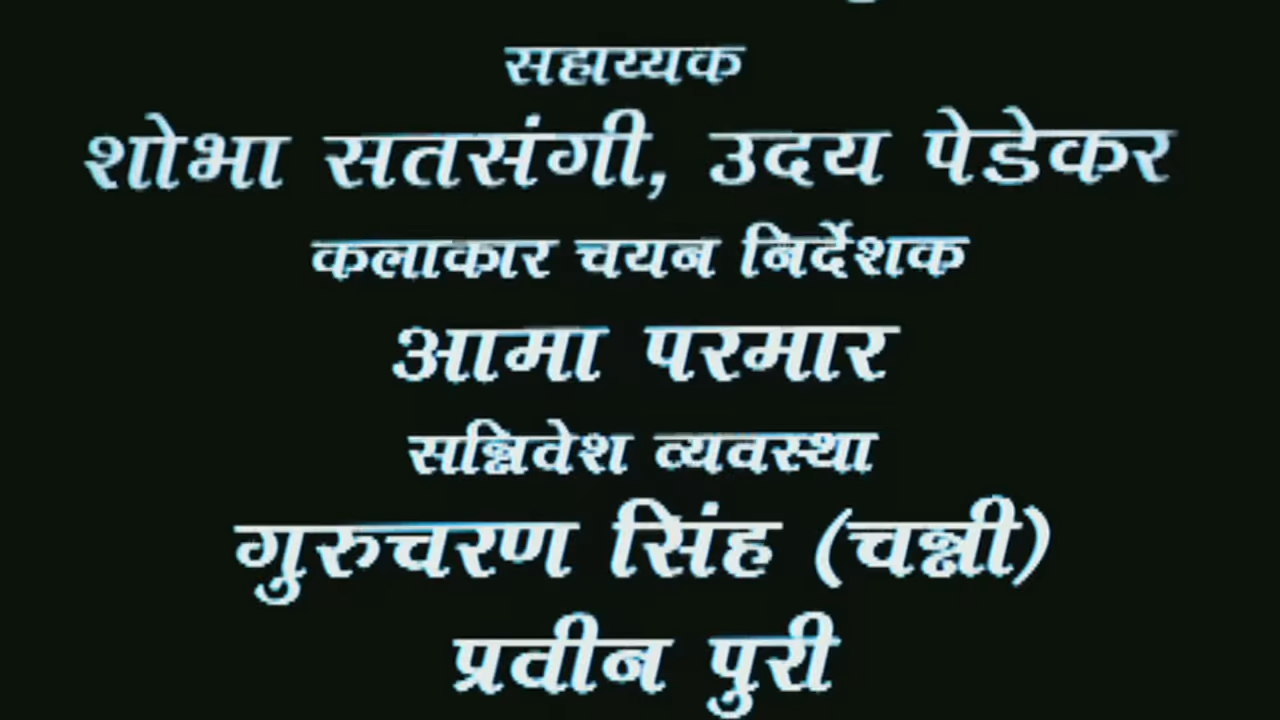 सहाय्यक
शोभा सतसंगी, उदय पेडेकर
कलाकार चयन निर्देशक
आमा परमार
सन्निवेश व्यवस्था
गुरुचरण सिंह (चन्नी)
प्रवीन पुरी